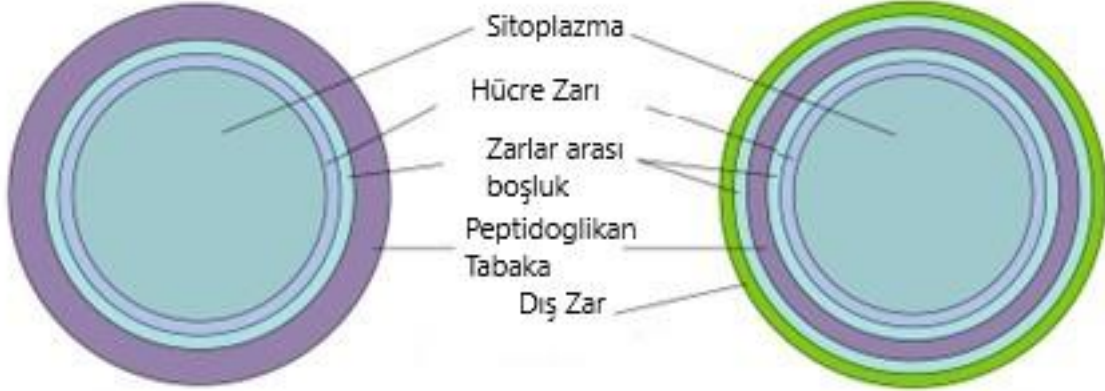 Sitoplazma
Hücre Zarı
Zarlar arası
boşluk
Peptidoglikan
Tabaka
Dış Zar